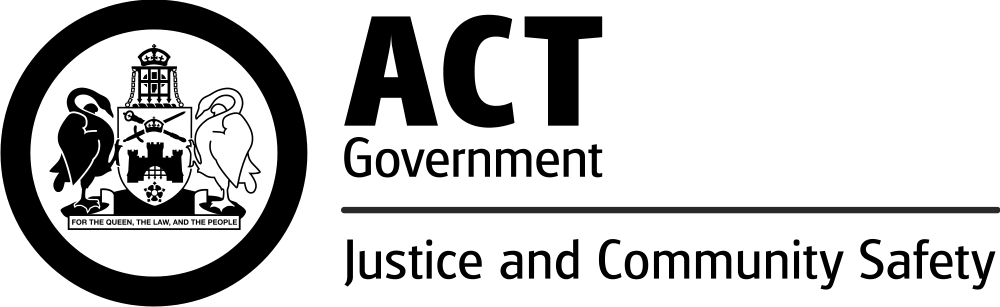 FOR THE QUEEN, THE LAW, AND THE PEOPLE
ACT
Government
Justice and Community Safety